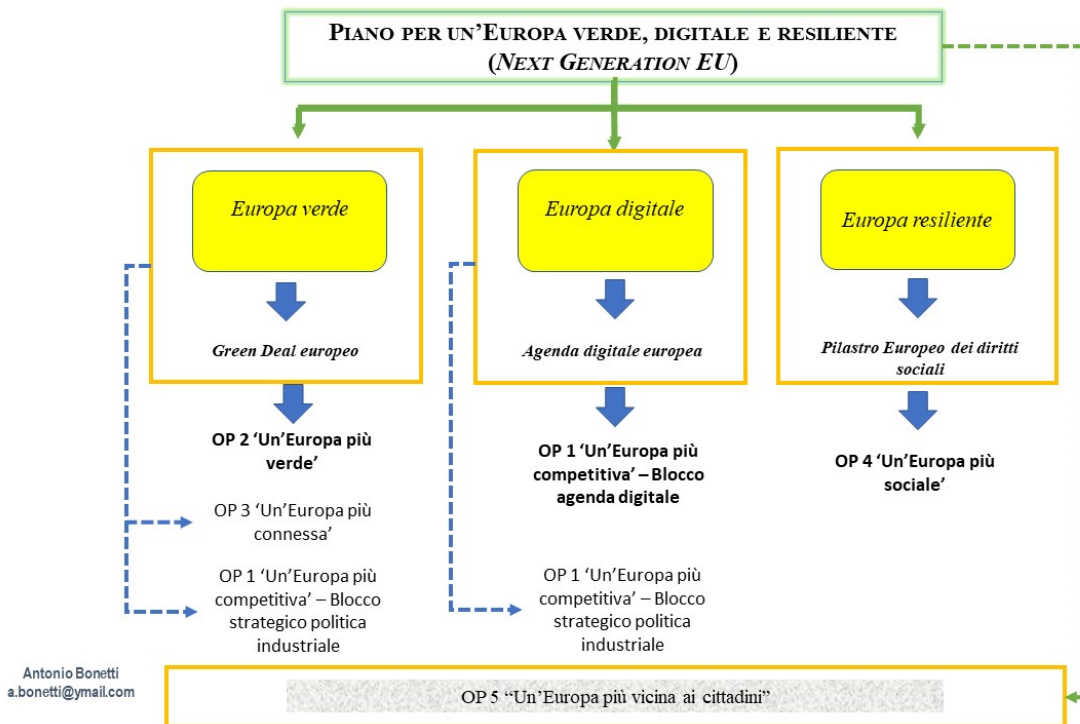 PIANO PER UN’EUROPA VERDE, DIGITALE E RESILIENTE
(NEXT GENERATION EU)
Europa verde
Green Deal europeo
OP 2 ‘Un’Europa più
verde’
OP 3 ‘Un’Europa più
connessa’
OP 1 ‘Un’Europa più
competitiva’ – Blocco
strategico politica
industriale
Europa digitale
Agenda digitale europea
OP 1 ‘Un’Europa più
competitiva’ – Blocco
agenda digitale
OP 1 ‘Un’Europa più
competitiva’ – Blocco
strategico politica
industriale
Europa resiliente
Pilastro Europeo dei diritti
sociali
OP 4 ‘Un’Europa più
sociale’
Antonio Bonetti
a.bonetti@ymail.com
OP 5 “Un’Europa più vicina ai cittadini”